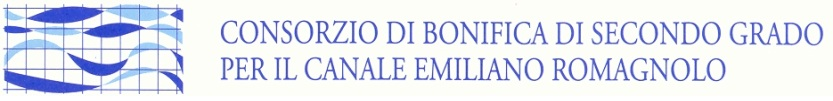 CONSORZIO DI BONIFICA DI SECONDO GRADO
PER IL CANALE EMILIANO ROMAGNOLO